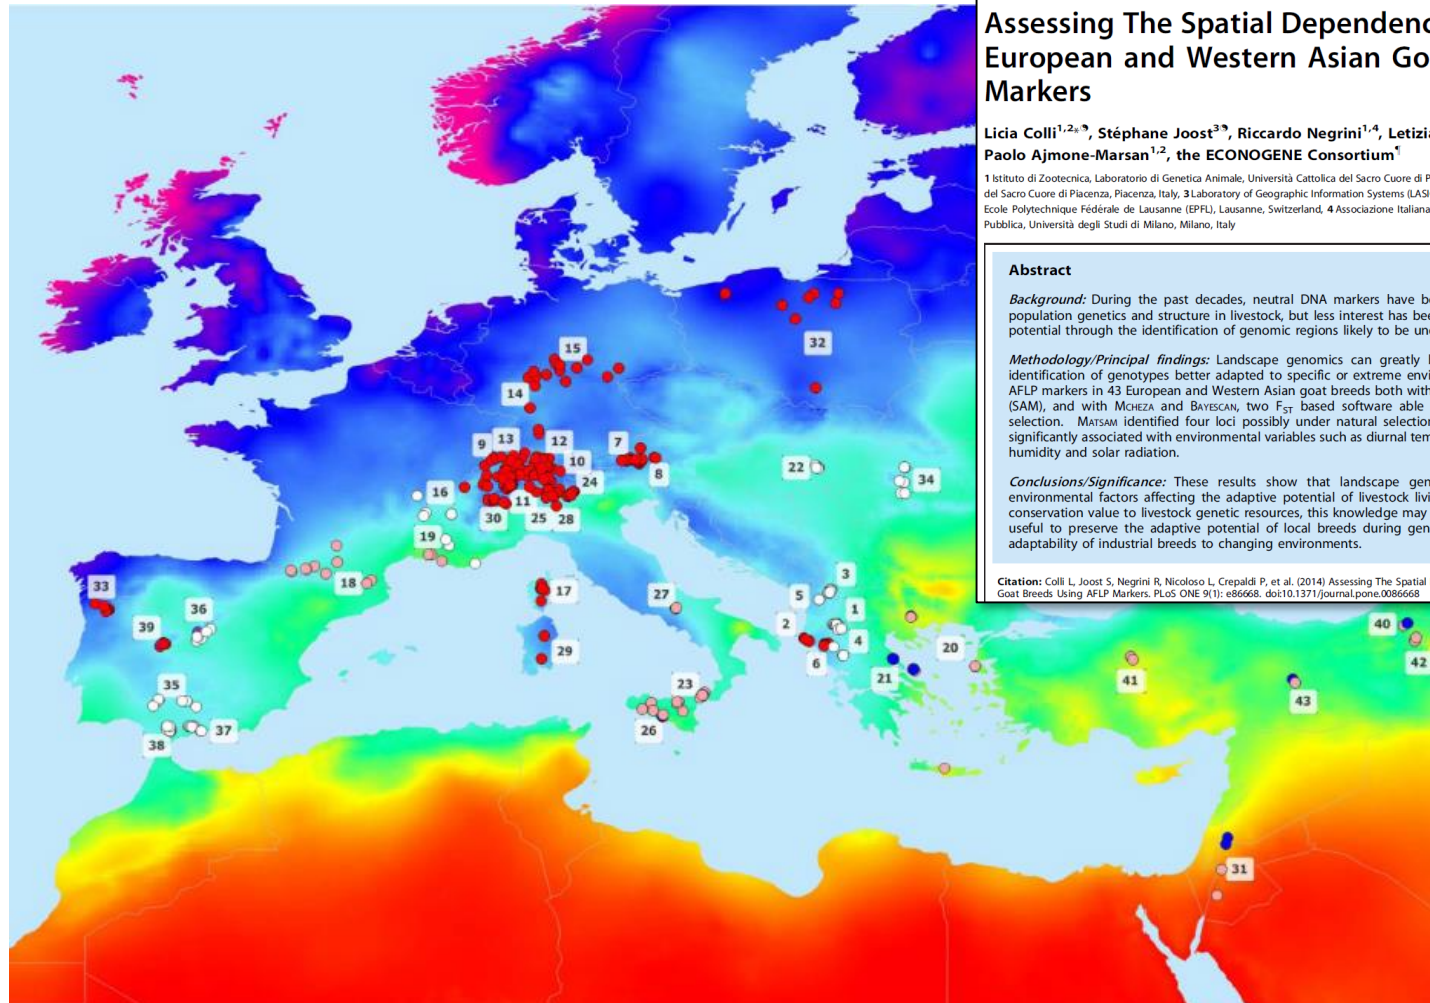 Assessing The Spatial Dependenc
European and Western Asian Go
Markers
Licia Colli1,2*, Stéphane Joost3, Riccardo Negrini1,4, Letizi
Paolo Ajmone-Marsan1,2, the ECONOGENE Consortium¶
1 Istituto di Zootecnica, Laboratorio di Genetica Animale, Università Cattolica del Sacro Cuore di P
del Sacro Cuore di Piacenza, Piacenza, Italy, 3 Laboratory of Geographic Information Systems (LASI
Ecole Polytechnique Fédérale de Lausanne (EPFL), Lausanne, Switzerland, 4 Associazione Italiana
Pubblica, Università degli Studi di Milano, Milano, Italy
Abstract
Background: During the past decades, neutral DNA markers have be
population genetics and structure in livestock, but less interest has bee
potential through the identification of genomic regions likely to be un
Methodology/Principal findings: Landscape genomics can greatly
identification of genotypes better adapted to specific or extreme envi
AFLP markers in 43 European and Western Asian goat breeds both with
(SAM), and with MCHEZA and BAYESCAN, two FST based software able
selection. MATSAM identified four loci possibly under natural selection
significantly associated with environmental variables such as diurnal tem
humidity and solar radiation.
Conclusions/Significance: These results show that landscape gen
environmental factors affecting the adaptive potential of livestock livi
conservation value to livestock genetic resources, this knowledge may
useful to preserve the adaptive potential of local breeds during gen
adaptability of industrial breeds to changing environments.
Citation: Colli L, Joost S, Negrini R, Nicoloso L, Crepaldi P, et al. (2014) Assessing The Spatial
Goat Breeds Using AFLP Markers. PLoS ONE 9(1): e86668. doi:10.1371/journal.pone.0086668
32
15
14
9 13 12 7
10
8
22
34
24
16
11
30 25 28
19
18
33
36
39
35
37
38
17
27
29
23
26
3
5
1
2
4
6
20
21
40
42
41
43
31